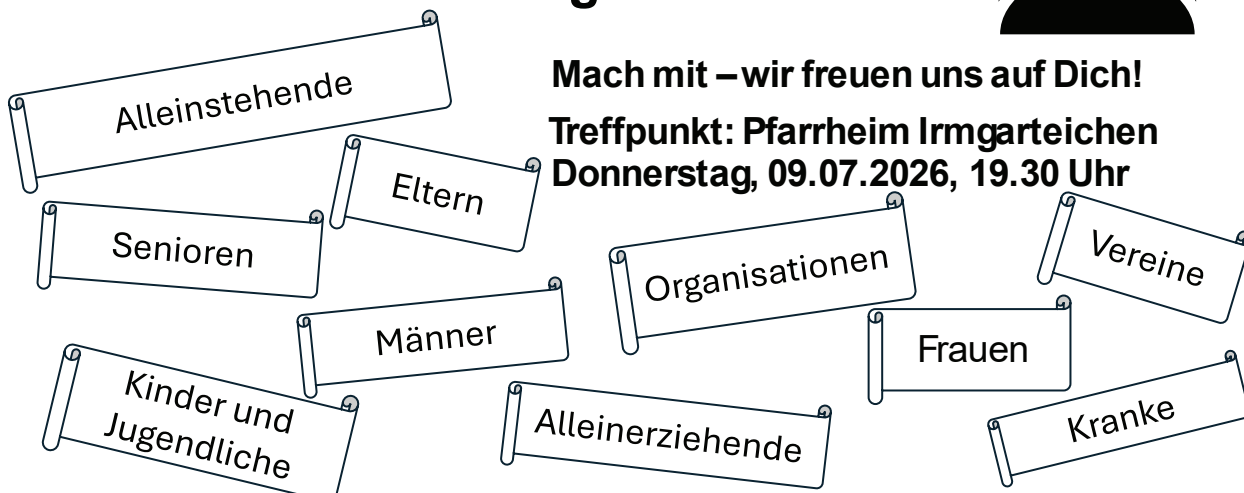 Mach mit – wir freuen uns auf Dich!
Treffpunkt: Pfarrheim Irmgarteichen
Donnerstag, 09.07.2026, 19.30 Uhr
Alleinstehende
Eltern
Senioren
Organisationen
Vereine
Männer
Frauen
Kinder und
Jugendliche
Alleinerziehende
Kranke